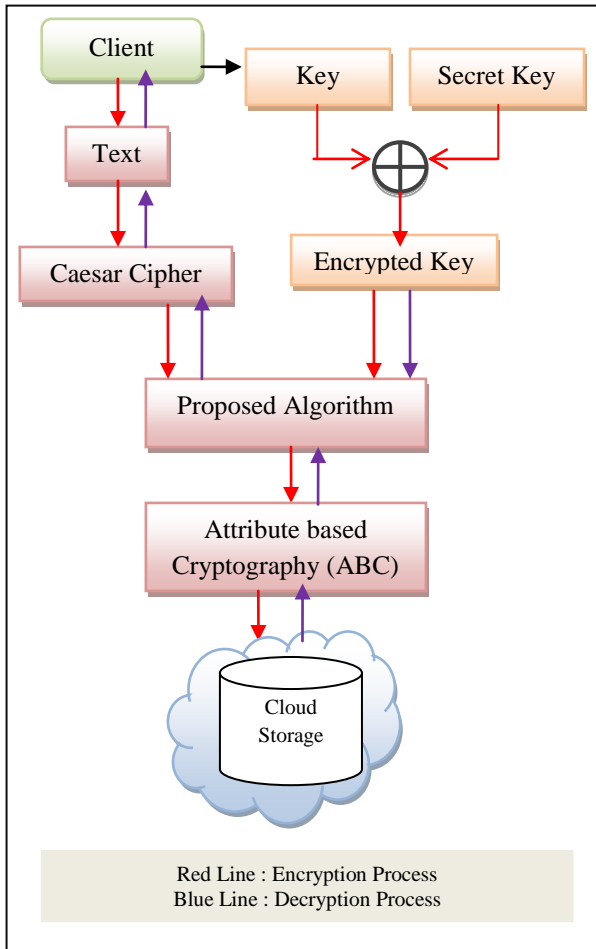 Client
Key
Secret Key
Text
Caesar Cipher
Encrypted Key
Proposed Algorithm
Attribute based
Cryptography (ABC)
Cloud
Storage
Red Line : Encryption Process
Blue Line : Decryption Process